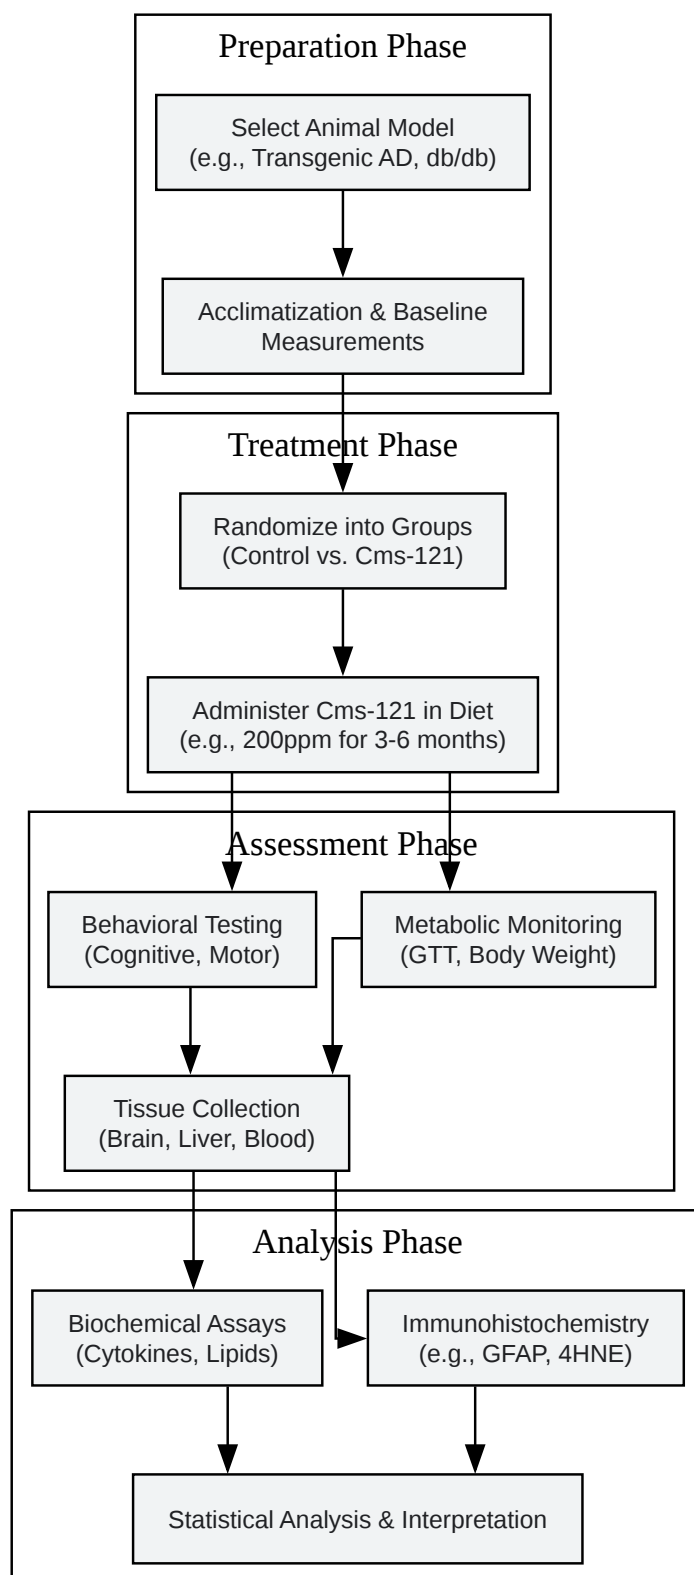 Preparation Phase
Select Animal Model
(e.g., Transgenic AD, db/db)
Acclimatization & Baseline
Measurements
Treatment Phase
Randomize into Groups
(Control vs. Cms-121)
Administer Cms-121 in Diet
(e.g., 200ppm for 3-6 months)
Assessment Phase
Behavioral Testing
(Cognitive, Motor)
Metabolic Monitoring
(GTT, Body Weight)
Tissue Collection
(Brain, Liver, Blood)
Analysis Phase
Biochemical Assays
(Cytokines, Lipids)
Immunohistochemistry
(e.g., GFAP, 4HNE)
Statistical Analysis & Interpretation